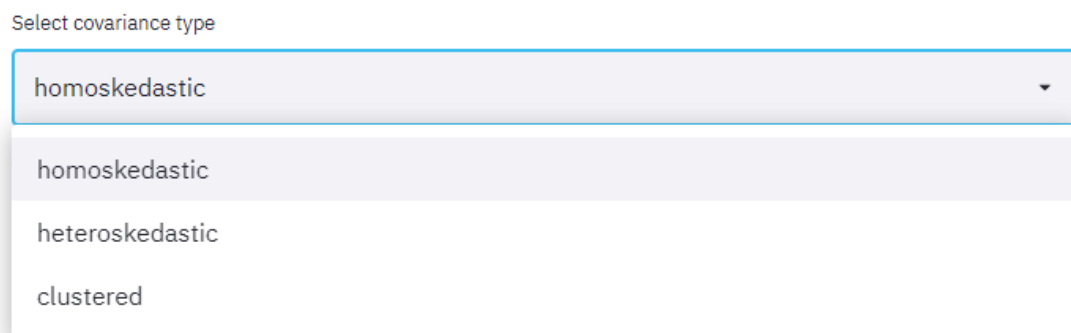 Select covariance type
homoskedastic
homoskedastic
heteroskedastic
clustered